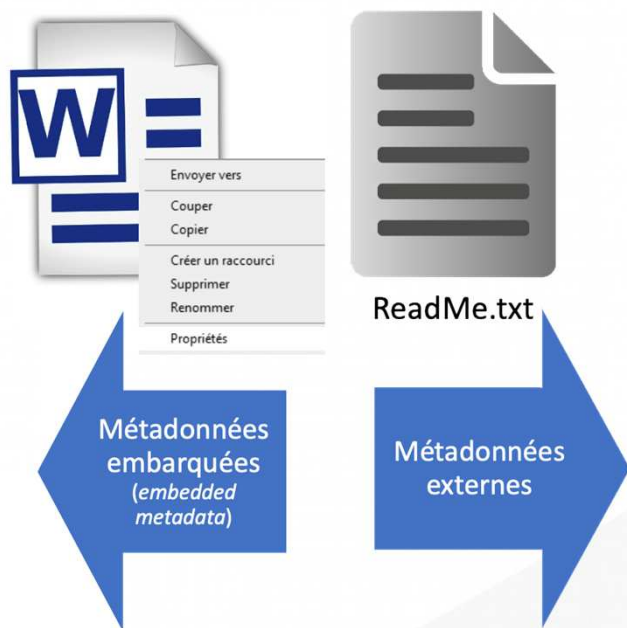 W
Envoyer vers
Couper
Copier
Créer un raccourci
Supprimer
Renommer
Propriétés
ReadMe.txt
Métadonnées
embarquées
(embedded
metadata)
Métadonnées
externes